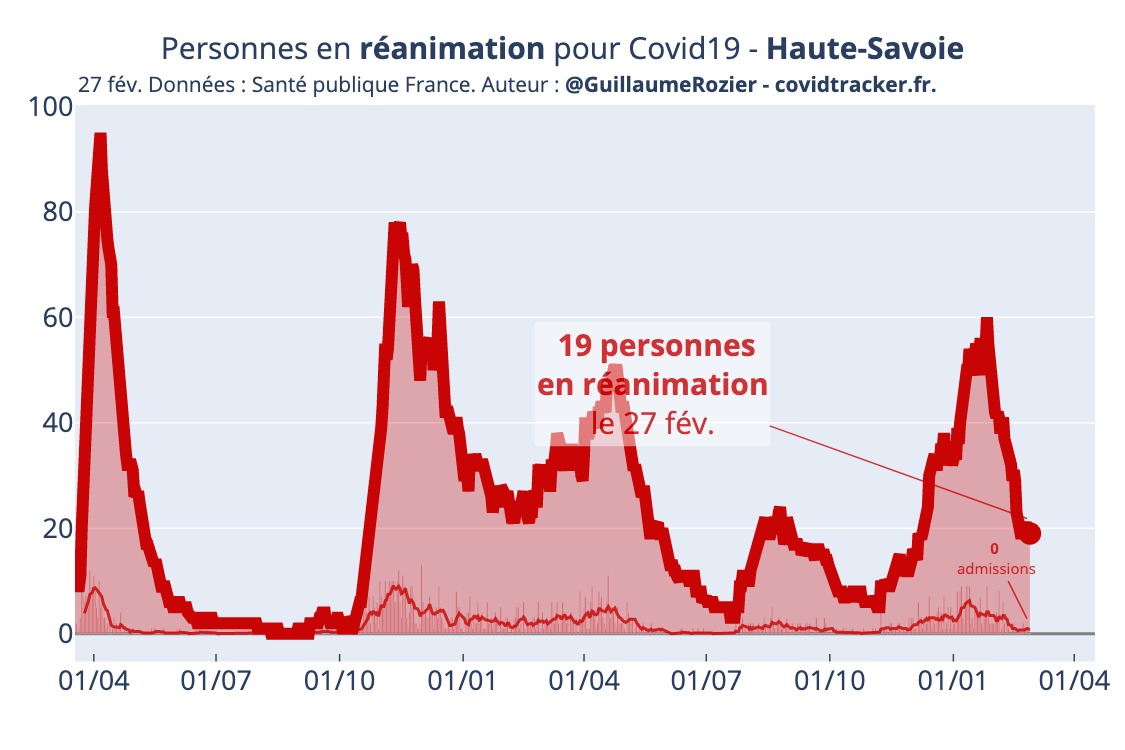 Personnes en réanimation pour Covid19 - Haute-Savoie
27 fév. Données : Santé publique France. Auteur : @GuillaumeRozier - covidtracker.fr.
100
80
60
40
20
0
19 personnes
en réanimation
le 27 fév.
0
admissions
01/04
01/07
01/10
01/01
01/04
01/07
01/10
01/01
01/04